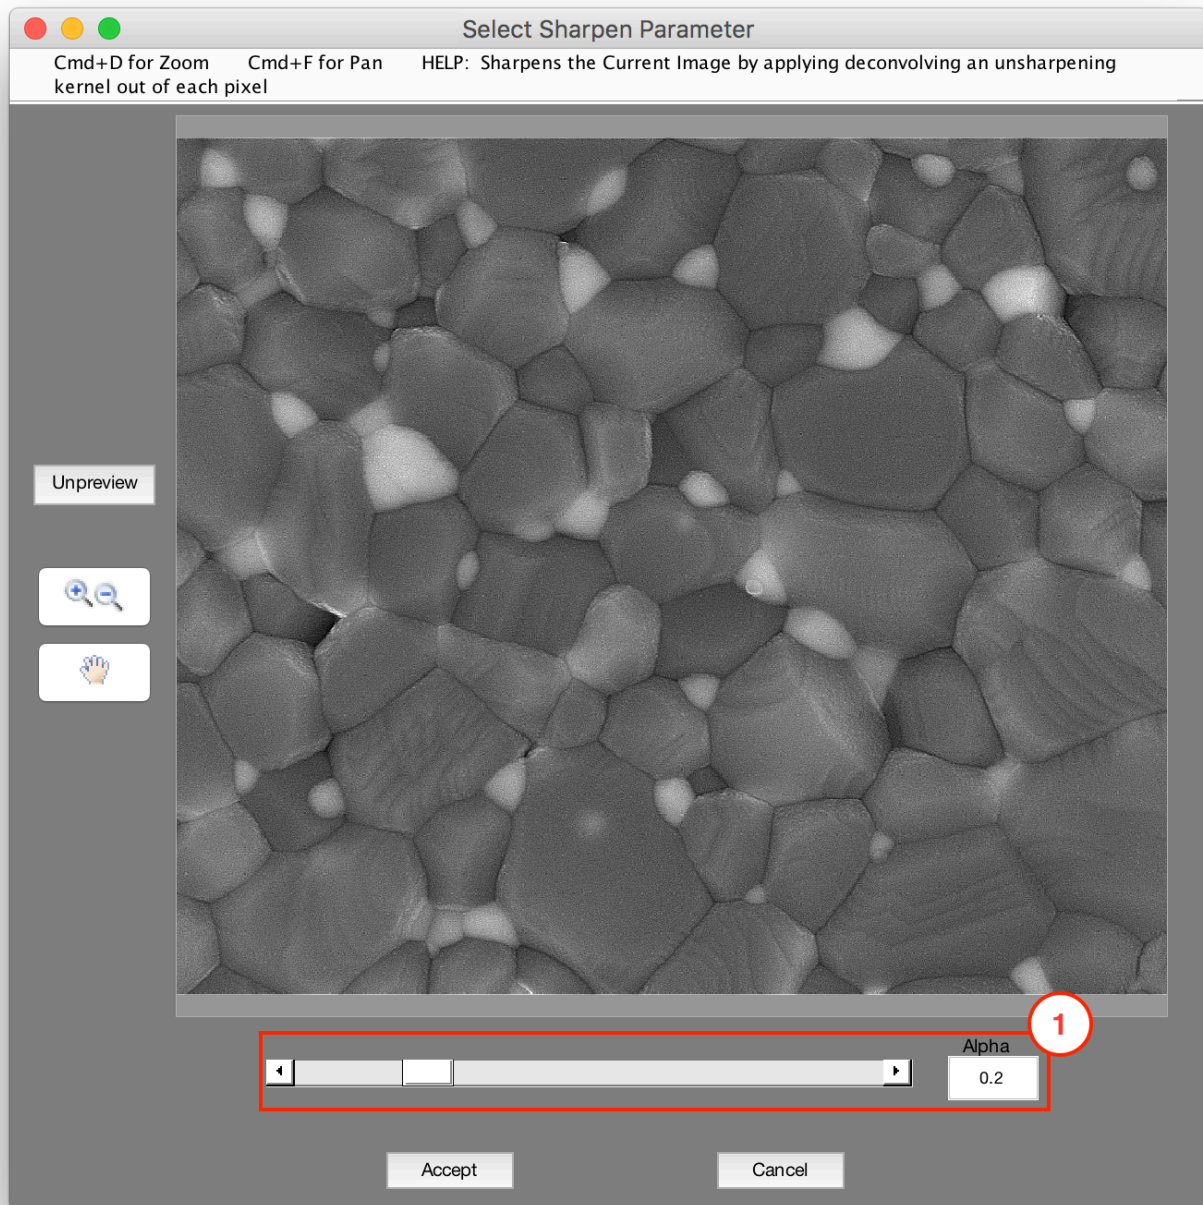 Select Sharpen Parameter
Cmd+D for Zoom Cmd+F for Pan HELP: Sharpens the Current Image by applying deconvolving an unsharpening
kernel out of each pixel
Unpreview
1
Alpha
0.2
Accept Cancel